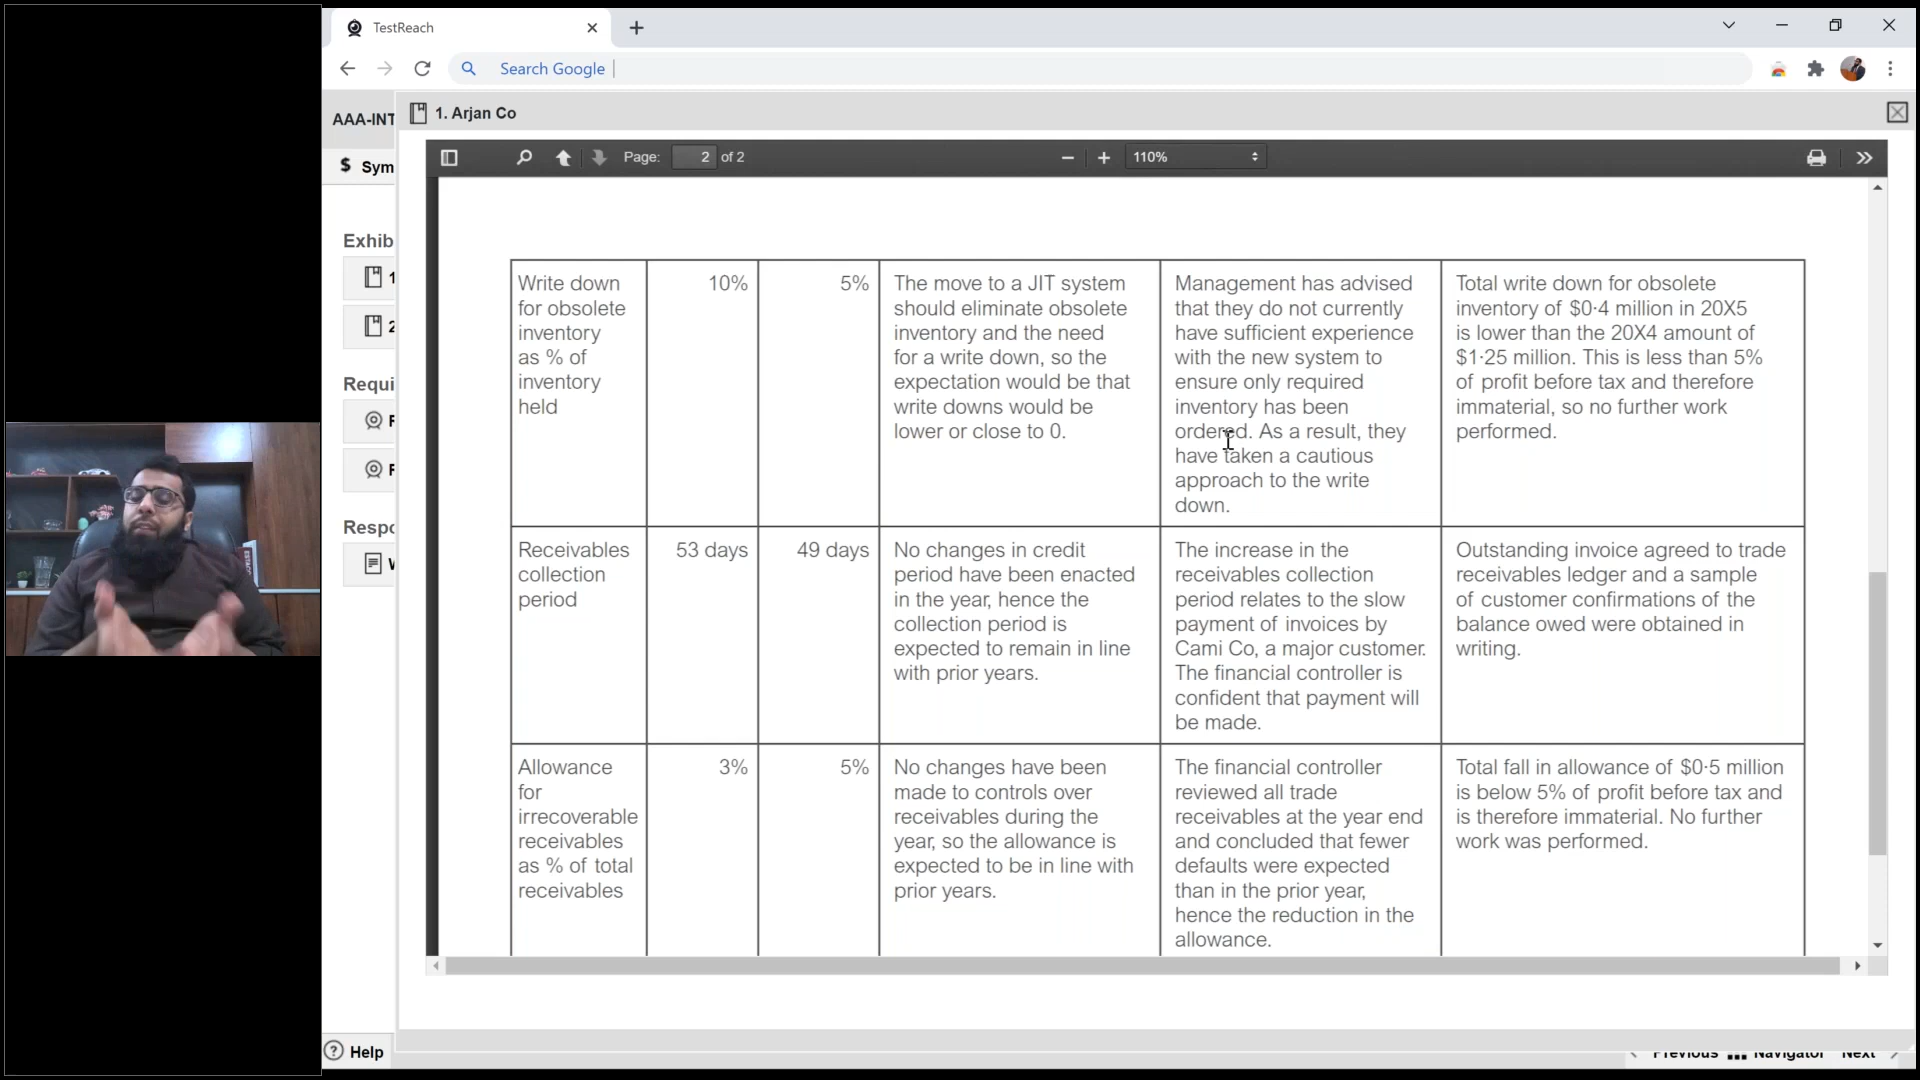 TestReach
Search Google
AAA-INT
1. Arjan Co
$ Sym
Page: 2 of 2
110%
Exhib
1
2
Requi
F
F
Respo
W
Write down
for obsolete
inventory
as % of
inventory
held
10%
5%
The move to a JIT system
should eliminate obsolete
inventory and the need
for a write down, so the
expectation would be that
write downs would be
lower or close to 0.
Management has advised
that they do not currently
have sufficient experience
with the new system to
ensure only required
inventory has been
ordered. As a result, they
have taken a cautious
approach to the write
down.
Total write down for obsolete
inventory of $0·4 million in 20X5
is lower than the 20X4 amount of
$1·25 million. This is less than 5%
of profit before tax and therefore
immaterial, so no further work
performed.
Receivables
collection
period
53 days
49 days
No changes in credit
period have been enacted
in the year, hence the
collection period is
expected to remain in line
with prior years.
The increase in the
receivables collection
period relates to the slow
payment of invoices by
Cami Co, a major customer.
The financial controller is
confident that payment will
be made.
Outstanding invoice agreed to trade
receivables ledger and a sample
of customer confirmations of the
balance owed were obtained in
writing.
Allowance
for
irrecoverable
receivables
as % of total
receivables
3%
5%
No changes have been
made to controls over
receivables during the
year, so the allowance is
expected to be in line with
prior years.
The financial controller
reviewed all trade
receivables at the year end
and concluded that fewer
defaults were expected
than in the prior year,
hence the reduction in the
allowance.
Total fall in allowance of $0·5 million
is below 5% of profit before tax and
is therefore immaterial. No further
work was performed.
Help
Previous Navigator Next